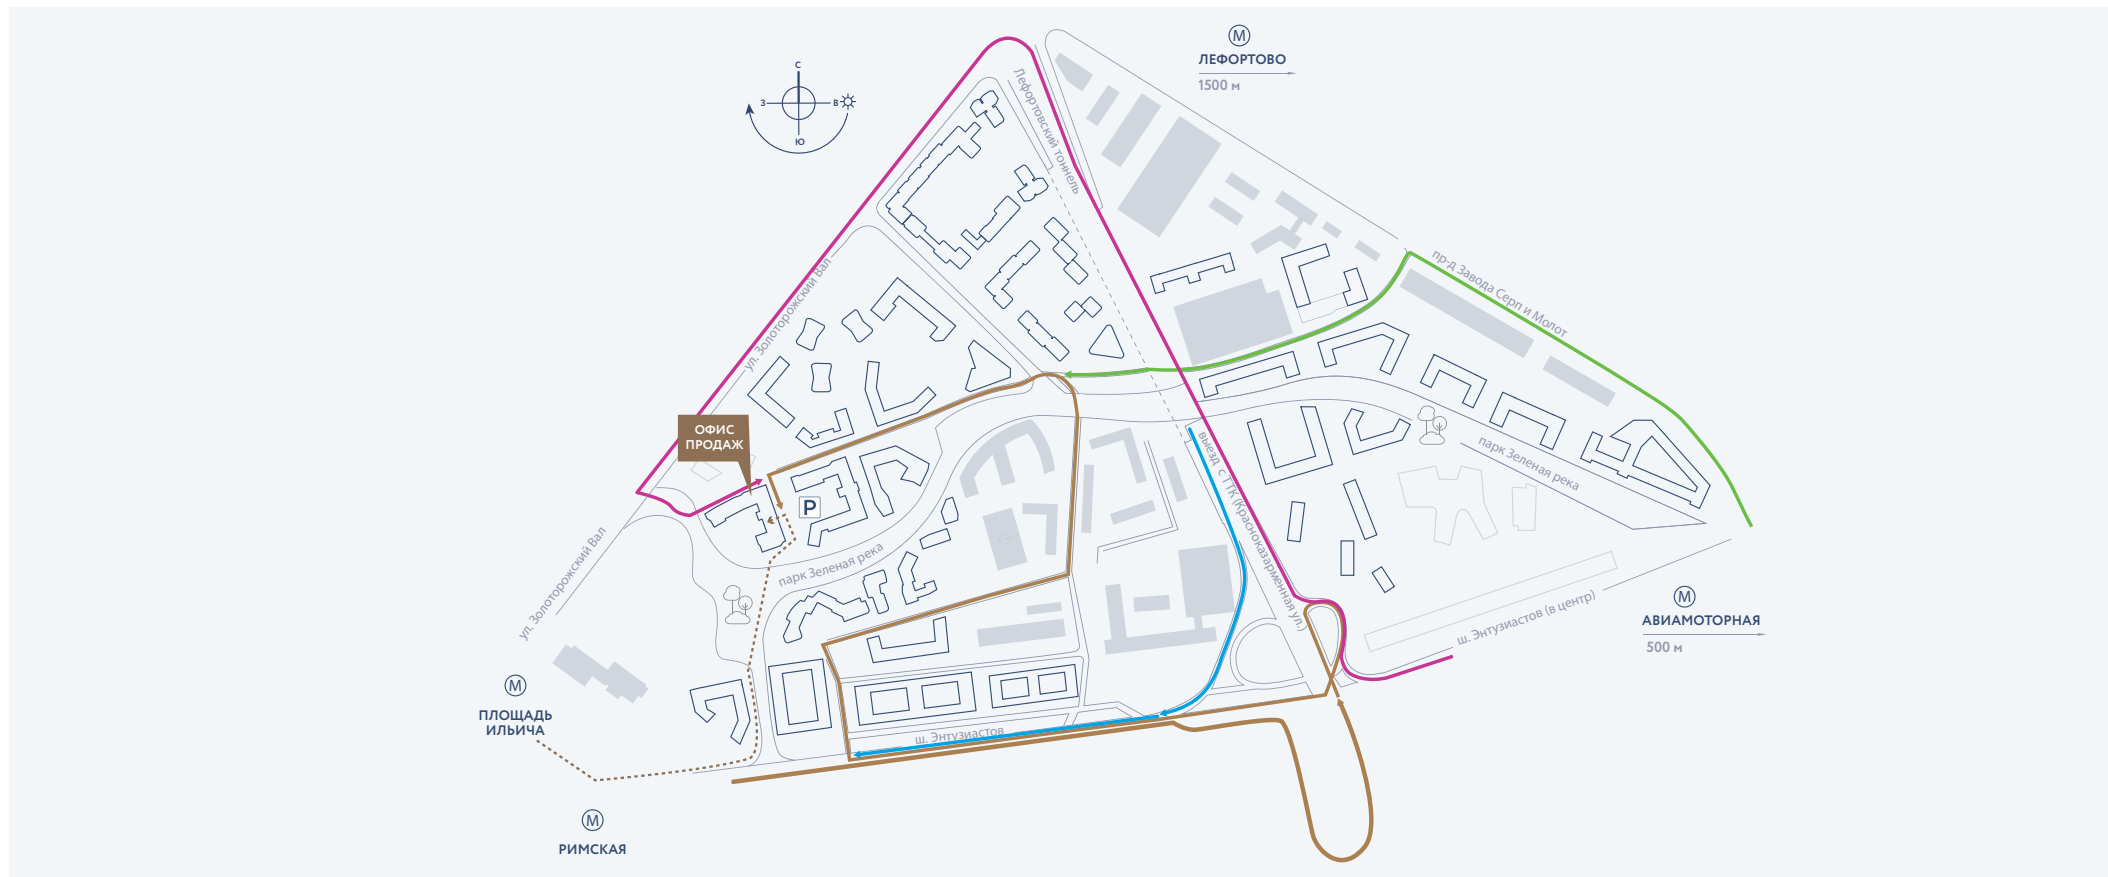 М
ЛЕФОРТОВО
1500 м
С
З
В
Ю
Лефортовский тоннель
пр-д Завода Серп и Молот
ул. Золоторожский Вал
ОФИС
ПРОДАЖ
P
выезд с ТТК (Красноказарменная ул.)
парк Зеленая река
парк Зеленая река
ул. Золоторожский Вал
ш. Энтузиастов (в центр)
М
АВИАМОТОРНАЯ
500 м
М
ПЛОЩАДЬ
ИЛЬИЧА
ш. Энтузиастов
М
РИМСКАЯ